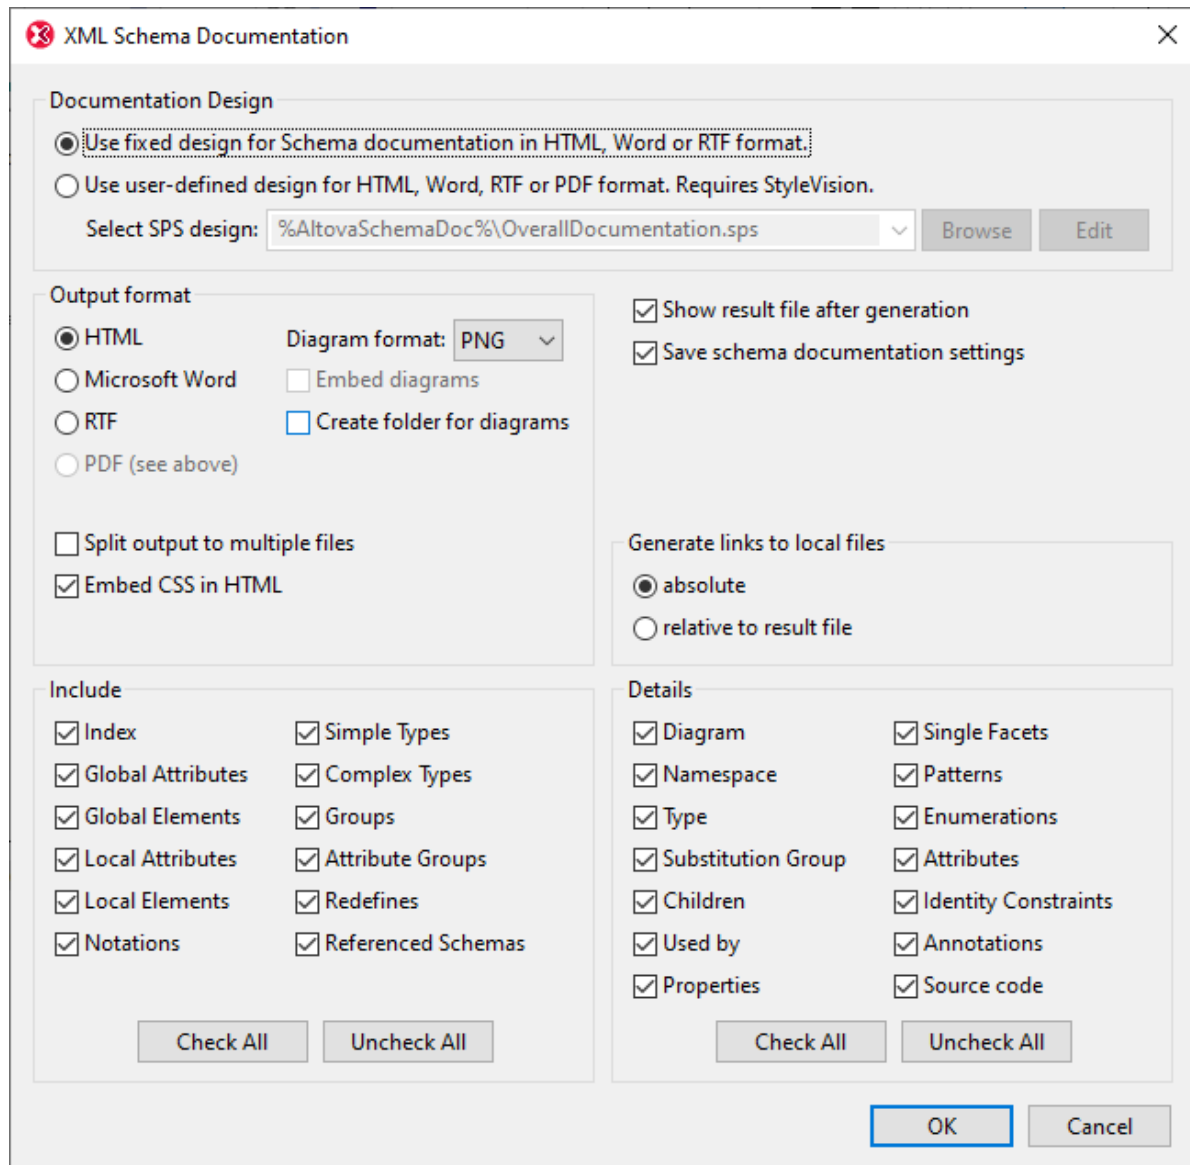 XML Schema Documentation
Documentation Design
Use fixed design for Schema documentation in HTML, Word or RTF format.
Use user-defined design for HTML, Word, RTF or PDF format. Requires StyleVision.
Select SPS design: %AltovaSchemaDoc%\OverallDocumentation.sps Browse Edit
Output format
HTML Diagram format: PNG
Microsoft Word Embed diagrams
RTF Create folder for diagrams
PDF (see above)
Split output to multiple files
Embed CSS in HTML
Show result file after generation
Save schema documentation settings
Generate links to local files
absolute
relative to result file
Include
Index Simple Types
Global Attributes Complex Types
Global Elements Groups
Local Attributes Attribute Groups
Local Elements Redefines
Notations Referenced Schemas
Check All Uncheck All
Details
Diagram Single Facets
Namespace Patterns
Type Enumerations
Substitution Group Attributes
Children Identity Constraints
Used by Annotations
Properties Source code
Check All Uncheck All
OK Cancel